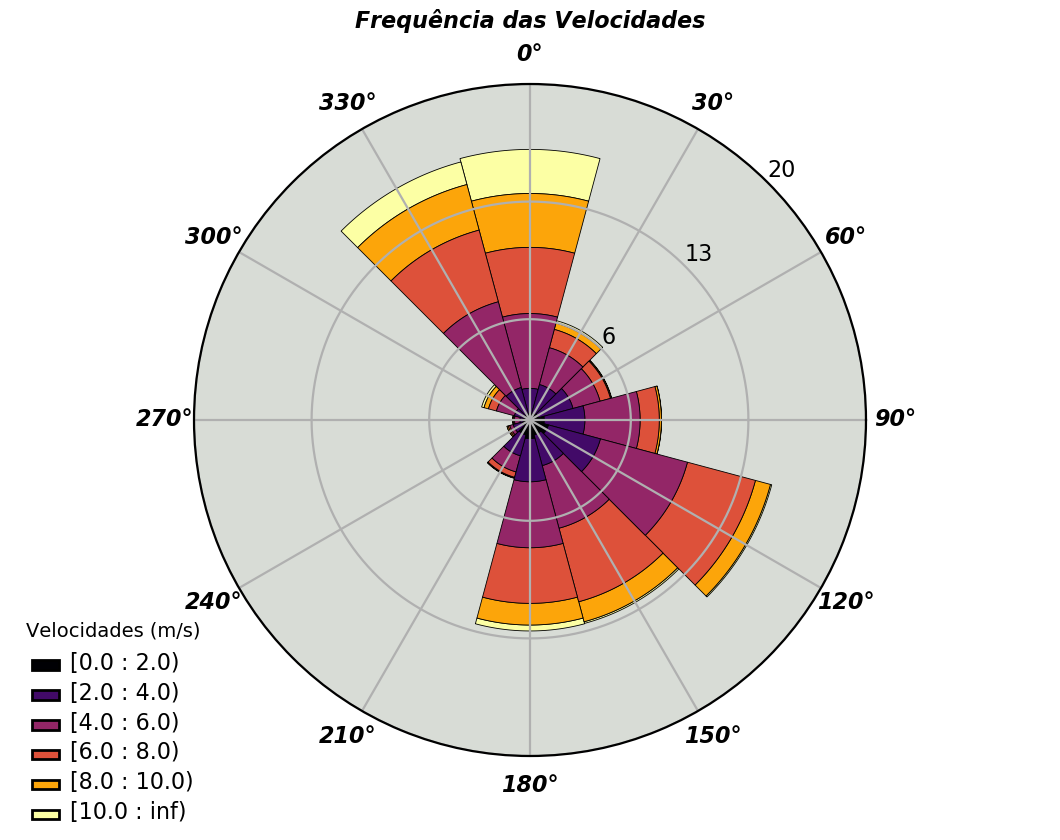 Frequência das Velocidades
0°
330°
30°
20
300°
60°
13
6
270°
90°
240°
120°
210°
150°
180°
Velocidades (m/s)
[0.0 : 2.0)
[2.0 : 4.0)
[4.0 : 6.0)
[6.0 : 8.0)
[8.0 : 10.0)
[10.0 : inf)